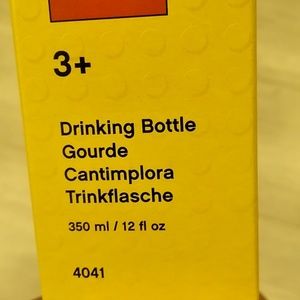 3+
Drinking Bottle
Gourde
Cantimplora
Trinkflasche
350 ml / 12 fl oz
4041